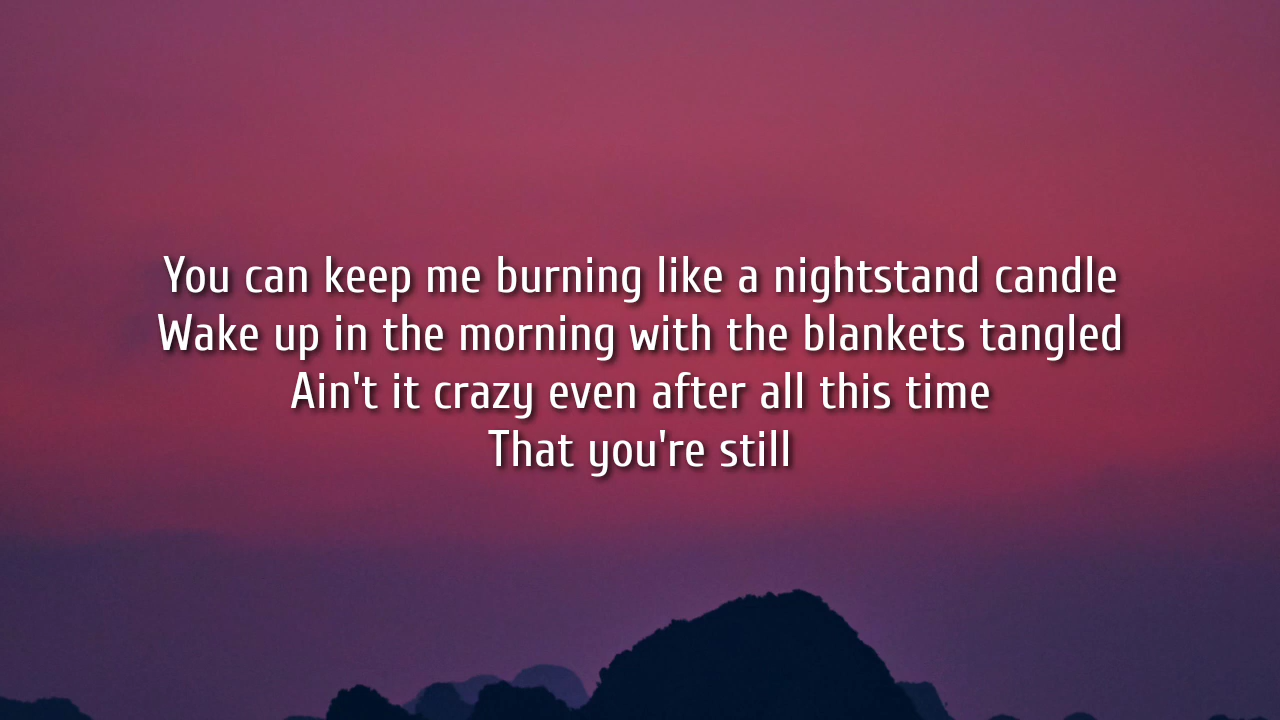 You can keep me burning like a nightstand candle
Wake up in the morning with the blankets tangled
Ain't it crazy even after all this time
That you're still